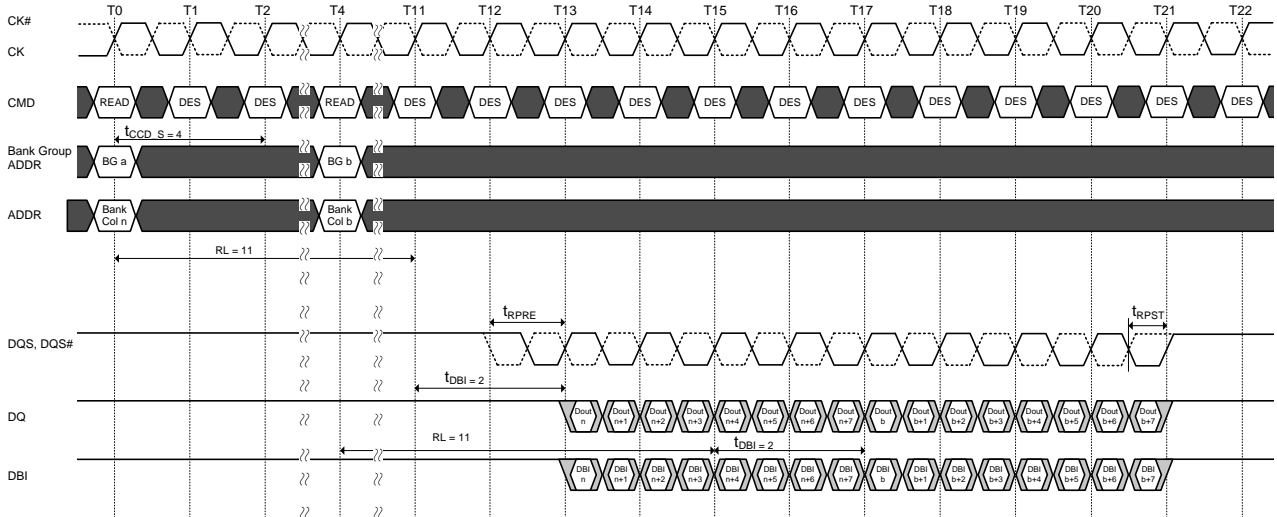 T0 T1 T2 T4 T11 T12 T13 T14 T15 T16 T17 T18 T19 T20 T21 T22
CK#
CK
CMD READ DES DES READ DES DES DES DES DES DES DES DES DES DES DES DES
tCCD_S = 4
Bank Group
ADDR
BG a BG b
ADDR
Bank
Col n
Bank
Col b
RL = 11
tRPRE tRPST
DQS, DQS#
tDBI = 2
DQ
Dout
n
Dout
n+1
Dout
n+2
Dout
n+3
Dout
n+4
Dout
n+5
Dout
n+6
Dout
n+7
Dout
b
Dout
b+1
Dout
b+2
Dout
b+3
Dout
b+4
Dout
b+5
Dout
b+6
Dout
b+7
RL = 11 tDBI = 2
DBI
DBI
n
DBI
n+1
DBI
n+2
DBI
n+3
DBI
n+4
DBI
n+5
DBI
n+6
DBI
n+7
DBI
b
DBI
b+1
DBI
b+2
DBI
b+3
DBI
b+4
DBI
b+5
DBI
b+6
DBI
b+7